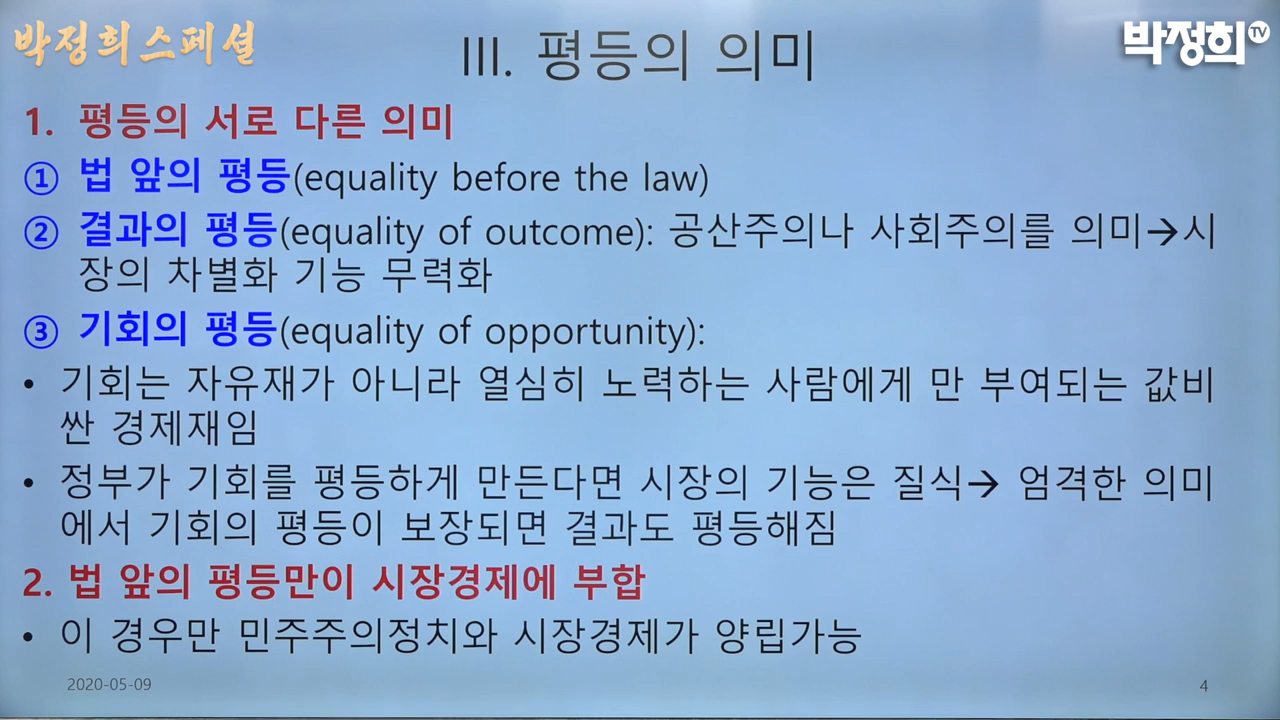 박정희스페셜
박정희TV
III. 평등의 의미
1. 평등의 서로 다른 의미
① 법 앞의 평등(equality before the law)
② 결과의 평등(equality of outcome): 공산주의나 사회주의를 의미→시
장의 차별화 기능 무력화
③ 기회의 평등(equality of opportunity):
• 기회는 자유재가 아니라 열심히 노력하는 사람에게 만 부여되는 값비
싼 경제재임
• 정부가 기회를 평등하게 만든다면 시장의 기능은 질식→ 엄격한 의미
에서 기회의 평등이 보장되면 결과도 평등해짐
2. 법 앞의 평등만이 시장경제에 부합
• 이 경우만 민주주의정치와 시장경제가 양립가능
2020-05-09
4